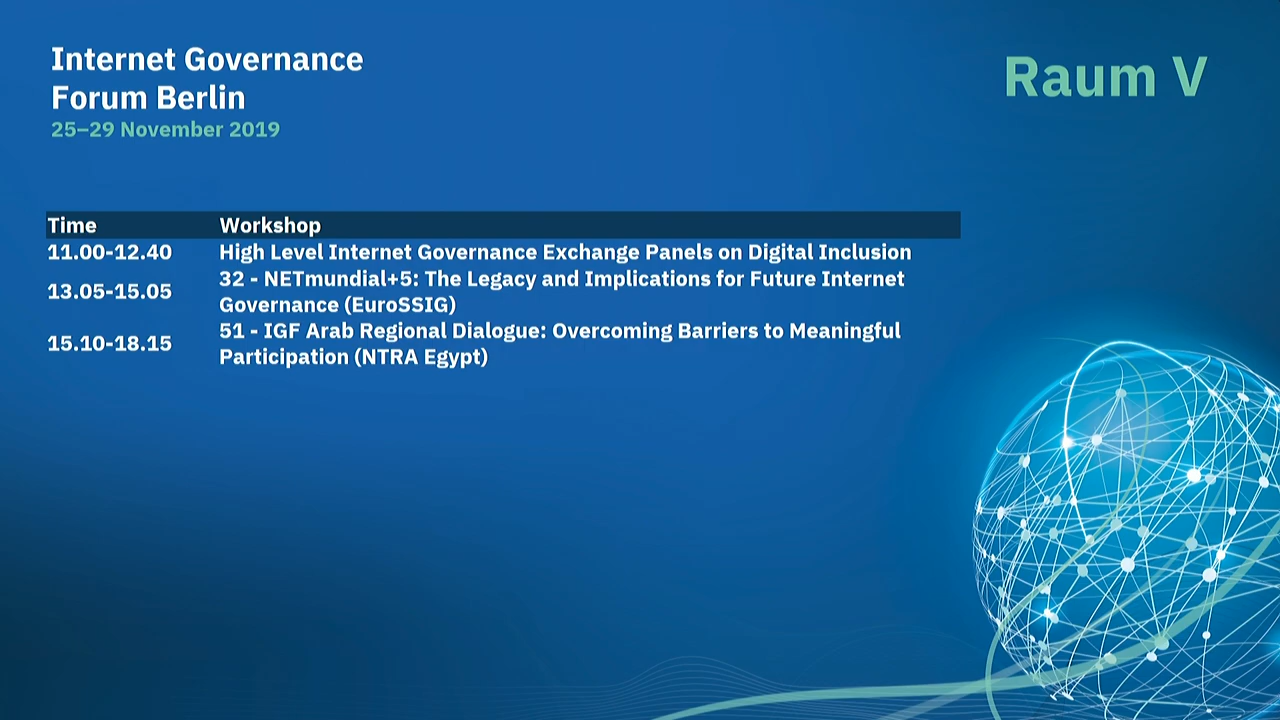 Internet Governance
Forum Berlin
25–29 November 2019
Raum V
Time Workshop
11.00-12.40 High Level Internet Governance Exchange Panels on Digital Inclusion
13.05-15.05 32 - NETmundial+5: The Legacy and Implications for Future Internet
Governance (EuroSSIG)
15.10-18.15 51 - IGF Arab Regional Dialogue: Overcoming Barriers to Meaningful
Participation (NTRA Egypt)